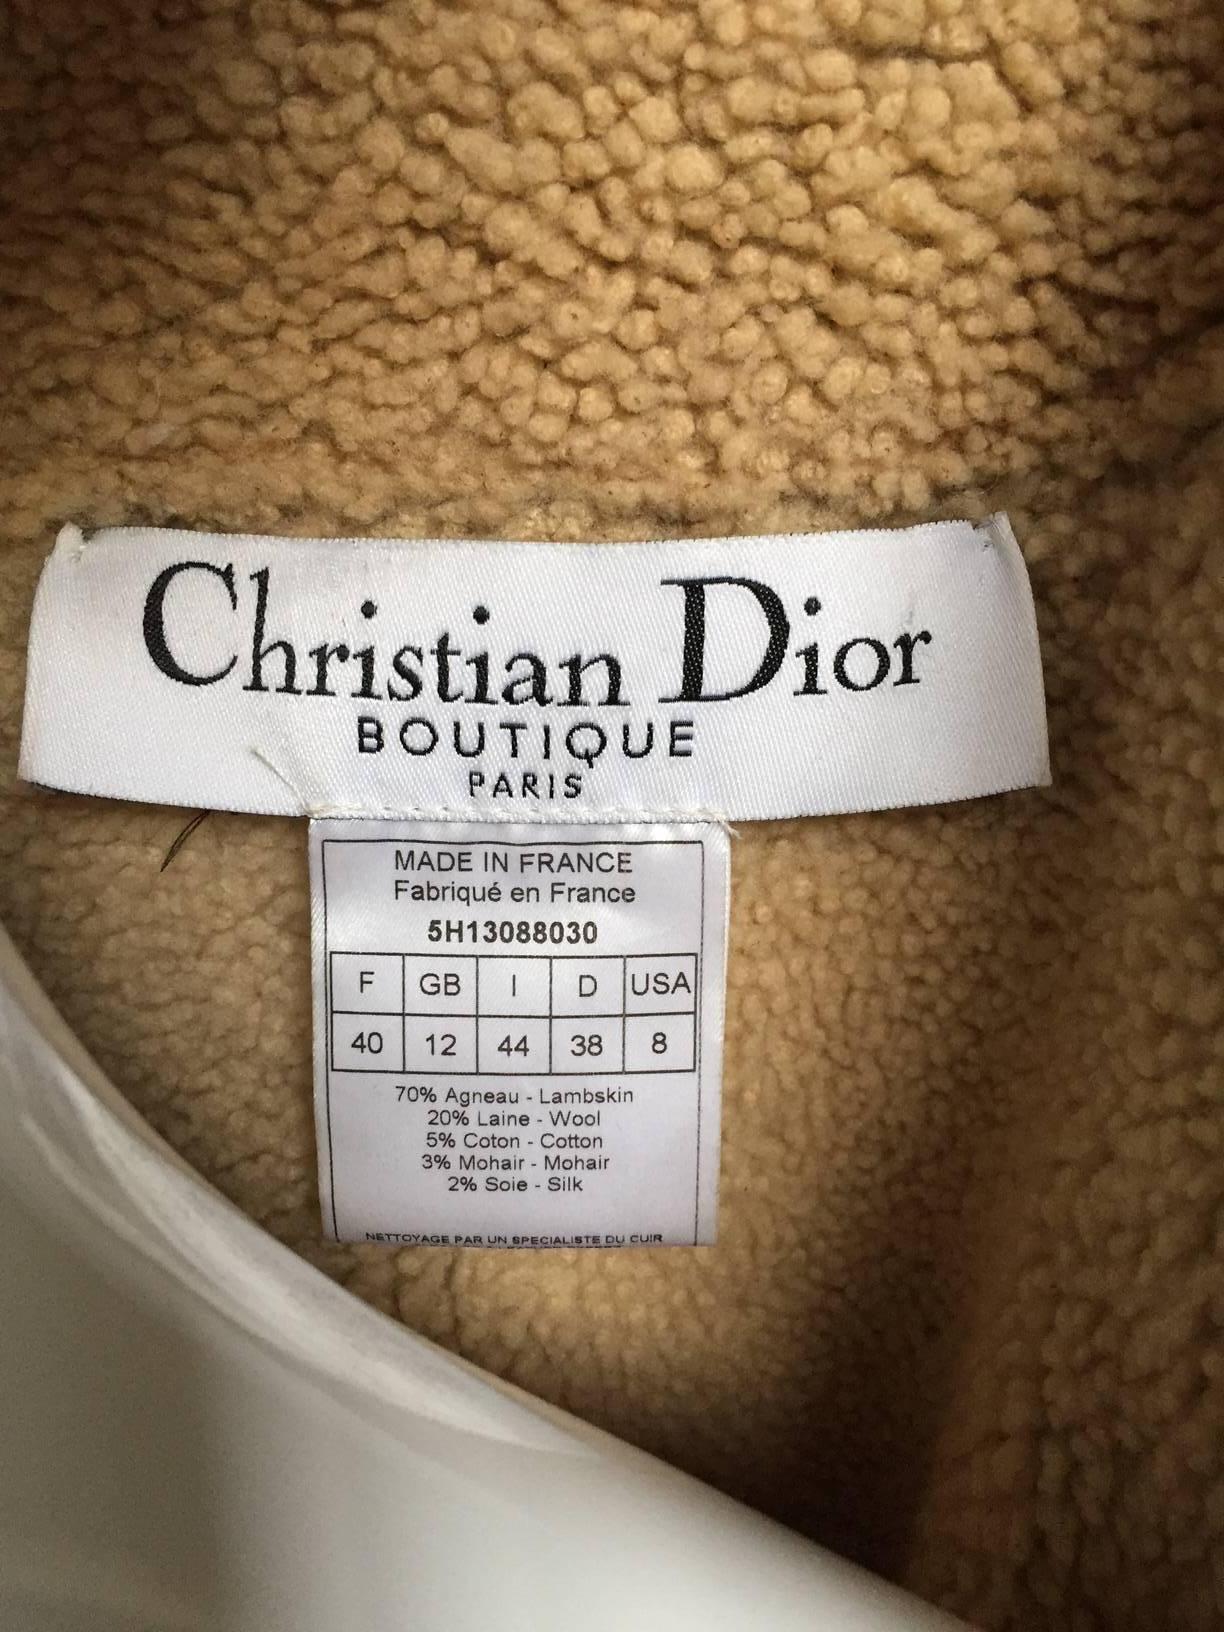 Christian Dior
BOUTIQUE
PARIS
MADE IN FRANCE
Fabriqué en France
5H13088030
F GB I D USA
40 12 44 38 8
70% Agneau - Lambskin
20% Laine - Wool
5% Coton - Cotton
3% Mohair - Mohair
2% Soie - Silk
NETTOYAGE PAR UN SPECIALISTE DU CUIR